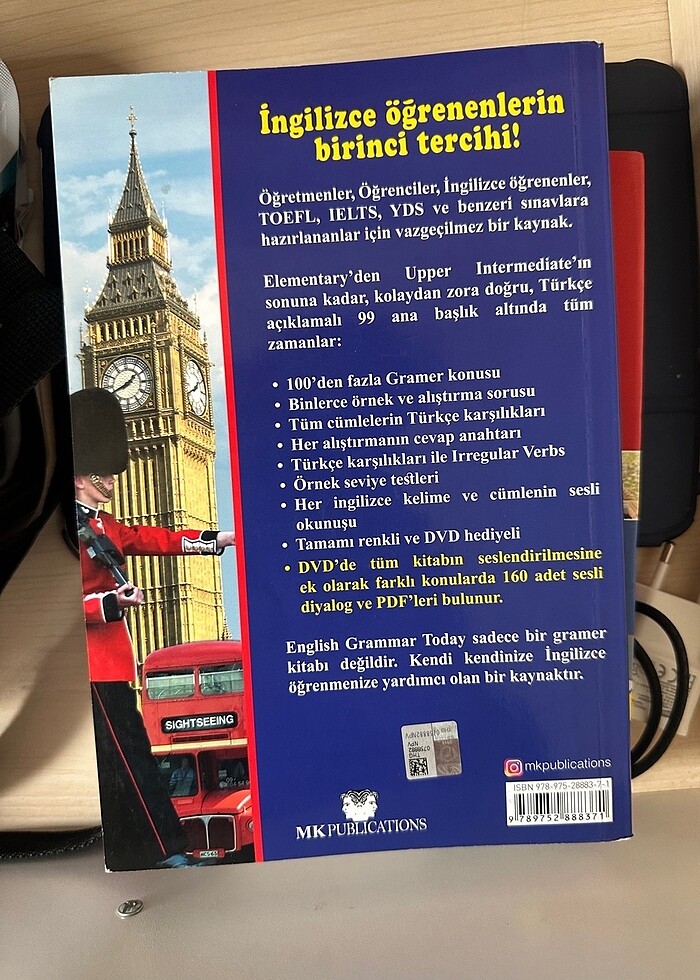 İngilizce öğrenenlerin
birinci tercihi!
Öğretmenler, Öğrenciler, İngilizce öğrenenler,
TOEFL, IELTS, YDS ve benzeri sınavlara
hazırlananlar için vazgeçilmez bir kaynak.
Elementary'den Upper Intermediate'ın
sonuna kadar, kolaydan zora doğru, Türkçe
açıklamalı 99 ana başlık altında tüm
zamanlar:
• 100'den fazla Gramer konusu
• Binlerce örnek ve alıştırma sorusu
• Tüm cümlelerin Türkçe karşılıkları
• Her alıştırmanın cevap anahtarı
• Türkçe karşılıkları ile Irregular Verbs
• Örnek seviye testleri
• Her ingilizce kelime ve cümlenin sesli
okunuşu
• Tamamı renkli ve DVD hediyeli
• DVD'de tüm kitabın seslendirilmesine
ek olarak farklı konularda 160 adet sesli
diyalog ve PDF'leri bulunur.
English Grammar Today sadece bir gramer
kitabı değildir. Kendi kendinize İngilizce
öğrenmenize yardımcı olan bir kaynaktır.
SIGHTSEEING
mkpublications
ISBN 978-975-28883-7-1
9 789752 888371
MK PUBLICATIONS